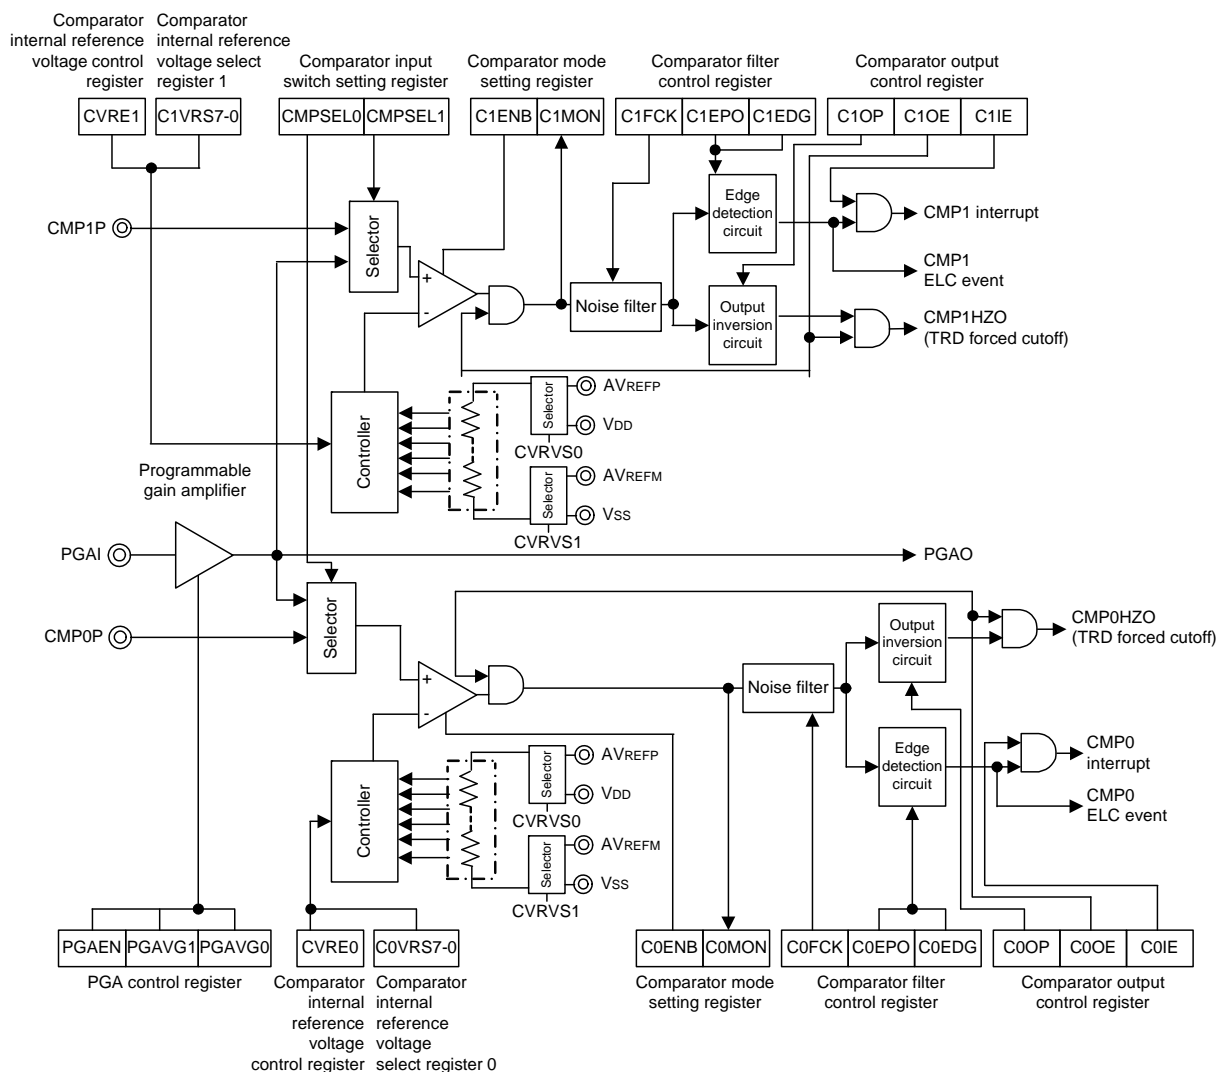 Comparator
internal reference
voltage control
register
Comparator
internal reference
voltage select
register 1
Comparator input
switch setting register
Comparator mode
setting register
Comparator filter
control register
Comparator output
control register
CVRE1
C1VRS7-0
CMPSEL0
CMPSEL1
C1ENB
C1MON
C1FCK
C1EPO
C1EDG
C1OP
C1OE
C1IE
CMP1P
Selector
+
-
Noise filter
Edge
detection
circuit
Output
inversion
circuit
CMP1 interrupt
CMP1
ELC event
CMP1HZO
(TRD forced cutoff)
Controller
Selector
AVREFP
VDD
CVRVS0
Selector
AVREFM
VSS
CVRVS1
Programmable
gain amplifier
PGAI
PGAO
CMP0P
Selector
+
-
Noise filter
Output
inversion
circuit
Edge
detection
circuit
CMP0HZO
(TRD forced cutoff)
CMP0
interrupt
CMP0
ELC event
Controller
Selector
AVREFP
VDD
CVRVS0
Selector
AVREFM
VSS
CVRVS1
PGAEN
PGAVG1
PGAVG0
CVRE0
C0VRS7-0
C0ENB
C0MON
C0FCK
C0EPO
C0EDG
C0OP
C0OE
C0IE
PGA control register
Comparator
internal
reference
voltage
control register
Comparator
internal
reference
voltage
select register 0
Comparator mode
setting register
Comparator filter
control register
Comparator output
control register